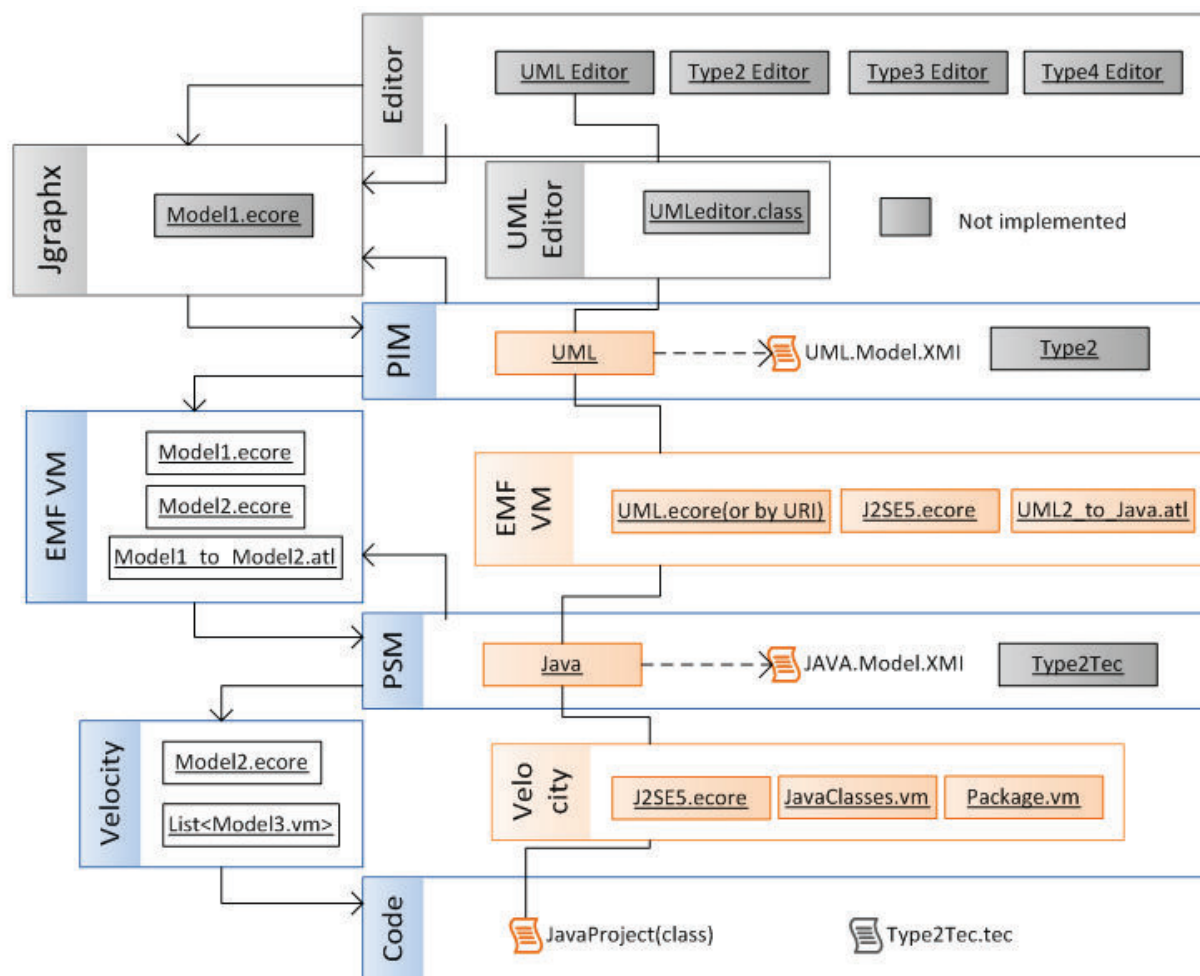 Editor
UML Editor
Type2 Editor
Type3 Editor
Type4 Editor
Jgraphx
Model1.ecore
UML
Editor
UMLeditor.class
Not implemented
PIM
UML
UML.Model.XMI
Type2
EMF VM
Model1.ecore
Model2.ecore
Model1_to_Model2.atl
EMF
VM
UML.ecore(or by URI)
J2SE5.ecore
UML2_to_Java.atl
PSM
Java
JAVA.Model.XMI
Type2Tec
Velocity
Model2.ecore
List<Model3.vm>
Velo
city
J2SE5.ecore
JavaClasses.vm
Package.vm
Code
JavaProject(class)
Type2Tec.tec